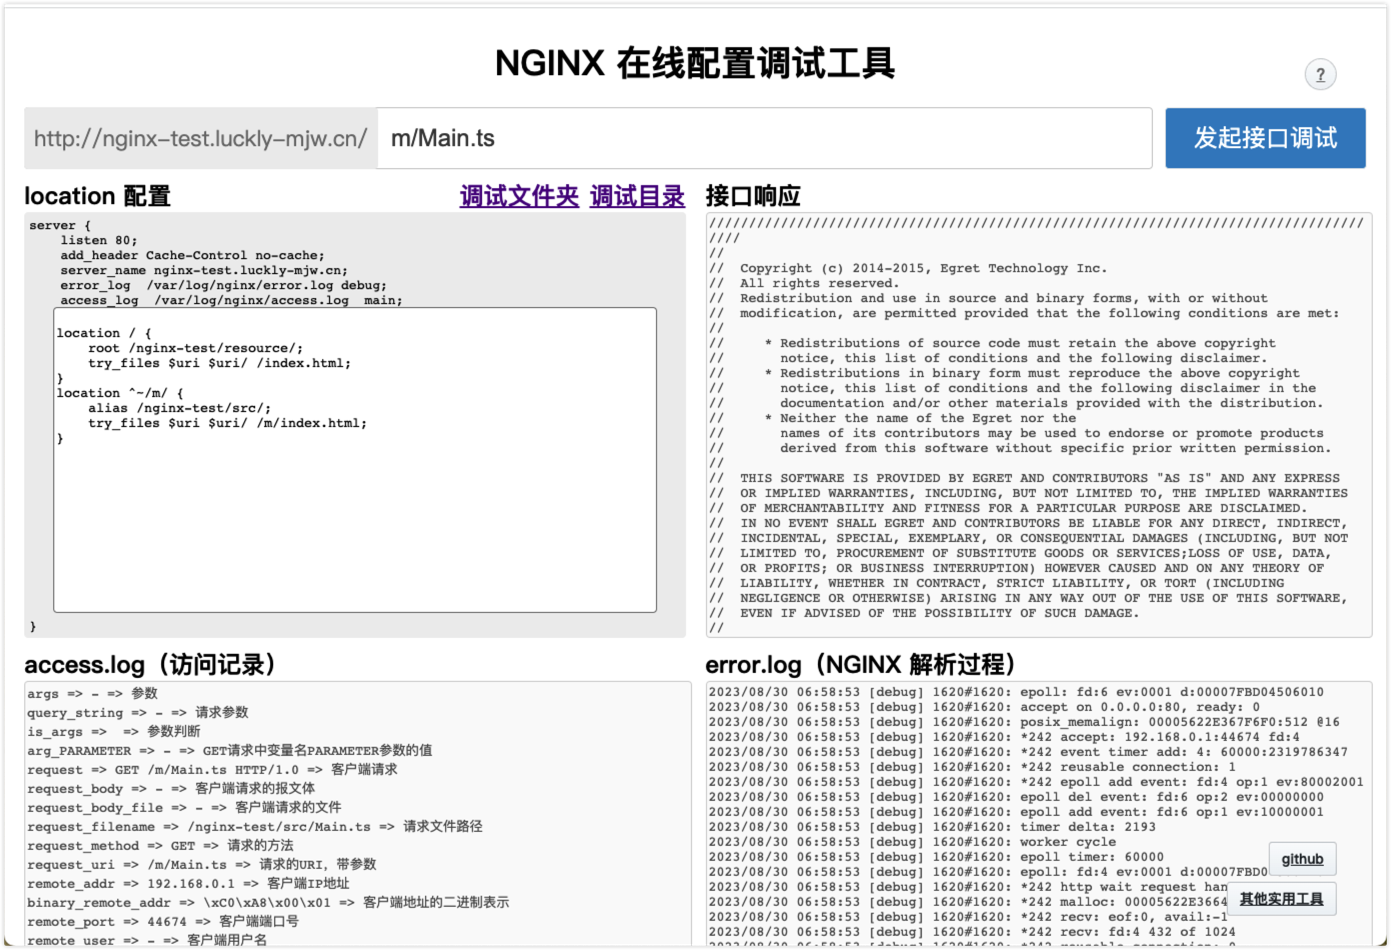 NGINX 在线配置调试工具
?
http://nginx-test.luckly-mjw.cn/
m/Main.ts
发起接口调试
location 配置
调试文件夹 调试目录
server {
    listen 80;
    add_header Cache-Control no-cache;
    server_name nginx-test.luckly-mjw.cn;
    error_log  /var/log/nginx/error.log debug;
    access_log  /var/log/nginx/access.log  main;
location / {
    root /nginx-test/resource/;
    try_files $uri $uri/ /index.html;
}
location ^~/m/ {
    alias /nginx-test/src/;
    try_files $uri $uri/ /m/index.html;
}
}
接口响应
//////////////////////////////////////////////////////////////////////////////////
////
//
//  Copyright (c) 2014-2015, Egret Technology Inc.
//  All rights reserved.
//  Redistribution and use in source and binary forms, with or without
//  modification, are permitted provided that the following conditions are met:
//
//     * Redistributions of source code must retain the above copyright
//       notice, this list of conditions and the following disclaimer.
//     * Redistributions in binary form must reproduce the above copyright
//       notice, this list of conditions and the following disclaimer in the
//       documentation and/or other materials provided with the distribution.
//     * Neither the name of the Egret nor the
//       names of its contributors may be used to endorse or promote products
//       derived from this software without specific prior written permission.
//
//  THIS SOFTWARE IS PROVIDED BY EGRET AND CONTRIBUTORS "AS IS" AND ANY EXPRESS
//  OR IMPLIED WARRANTIES, INCLUDING, BUT NOT LIMITED TO, THE IMPLIED WARRANTIES
//  OF MERCHANTABILITY AND FITNESS FOR A PARTICULAR PURPOSE ARE DISCLAIMED.
//  IN NO EVENT SHALL EGRET AND CONTRIBUTORS BE LIABLE FOR ANY DIRECT, INDIRECT,
//  INCIDENTAL, SPECIAL, EXEMPLARY, OR CONSEQUENTIAL DAMAGES (INCLUDING, BUT NOT
//  LIMITED TO, PROCUREMENT OF SUBSTITUTE GOODS OR SERVICES;LOSS OF USE, DATA,
//  OR PROFITS; OR BUSINESS INTERRUPTION) HOWEVER CAUSED AND ON ANY THEORY OF
//  LIABILITY, WHETHER IN CONTRACT, STRICT LIABILITY, OR TORT (INCLUDING
//  NEGLIGENCE OR OTHERWISE) ARISING IN ANY WAY OUT OF THE USE OF THIS SOFTWARE,
//  EVEN IF ADVISED OF THE POSSIBILITY OF SUCH DAMAGE.
//
access.log（访问记录）
args => - => 参数
query_string => - => 请求参数
is_args =>  => 参数判断
arg_PARAMETER => - => GET请求中变量名PARAMETER参数的值
request => GET /m/Main.ts HTTP/1.0 => 客户端请求
request_body => - => 客户端请求的报文体
request_body_file => - => 客户端请求的文件
request_filename => /nginx-test/src/Main.ts => 请求文件路径
request_method => GET => 请求的方法
request_uri => /m/Main.ts => 请求的URI，带参数
remote_addr => 192.168.0.1 => 客户端IP地址
binary_remote_addr => \xC0\xA8\x00\x01 => 客户端地址的二进制表示
remote_port => 44674 => 客户端端口号
remote_user => - => 客户端用户名
error.log（NGINX 解析过程）
2023/08/30 06:58:53 [debug] 1620#1620: epoll: fd:6 ev:0001 d:00007FBD04506010
2023/08/30 06:58:53 [debug] 1620#1620: accept on 0.0.0.0:80, ready: 0
2023/08/30 06:58:53 [debug] 1620#1620: posix_memalign: 00005622E367F6F0:512 @16
2023/08/30 06:58:53 [debug] 1620#1620: *242 accept: 192.168.0.1:44674 fd:4
2023/08/30 06:58:53 [debug] 1620#1620: *242 event timer add: 4: 60000:2319786347
2023/08/30 06:58:53 [debug] 1620#1620: *242 reusable connection: 1
2023/08/30 06:58:53 [debug] 1620#1620: *242 epoll add event: fd:4 op:1 ev:80002001
2023/08/30 06:58:53 [debug] 1620#1620: epoll del event: fd:6 op:2 ev:00000000
2023/08/30 06:58:53 [debug] 1620#1620: epoll add event: fd:6 op:1 ev:10000001
2023/08/30 06:58:53 [debug] 1620#1620: timer delta: 2193
2023/08/30 06:58:53 [debug] 1620#1620: worker cycle
2023/08/30 06:58:53 [debug] 1620#1620: epoll timer: 60000
2023/08/30 06:58:53 [debug] 1620#1620: epoll: fd:4 ev:0001 d:00007FBD0
2023/08/30 06:58:53 [debug] 1620#1620: *242 http wait request han
2023/08/30 06:58:53 [debug] 1620#1620: *242 malloc: 00005622E3664
2023/08/30 06:58:53 [debug] 1620#1620: *242 recv: eof:0, avail:-1
2023/08/30 06:58:53 [debug] 1620#1620: *242 recv: fd:4 432 of 1024
github
其他实用工具